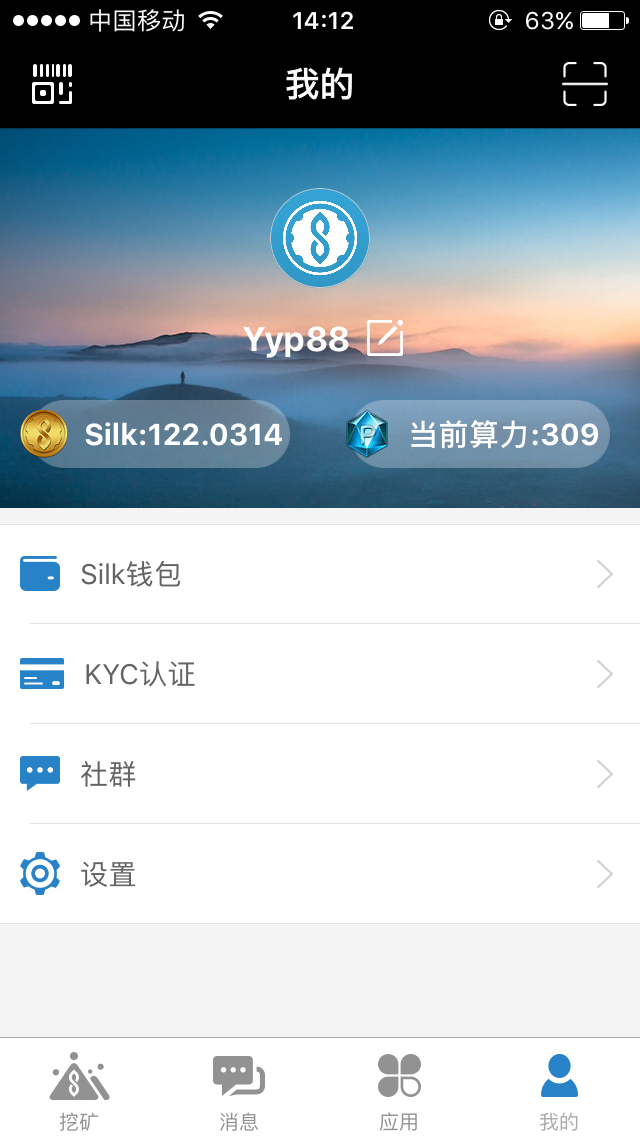 中国移动 14:12 63%
我的
Yyp88
Silk:122.0314 当前算力:309
Silk钱包
KYC认证
社群
设置
挖矿 消息 应用 我的